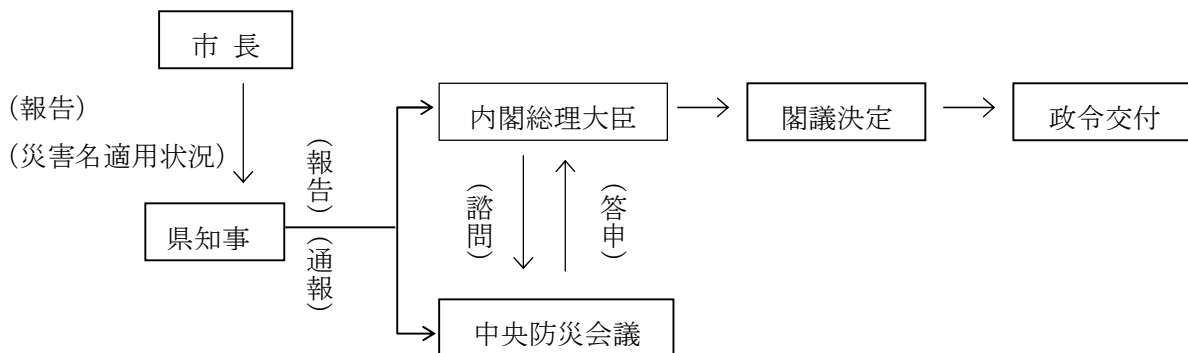 市 長
（報告）
（災害名適用状況）
県知事
（報告）
（通報）
内閣総理大臣
閣議決定
政令交付
（諮問）
（答申）
中央防災会議